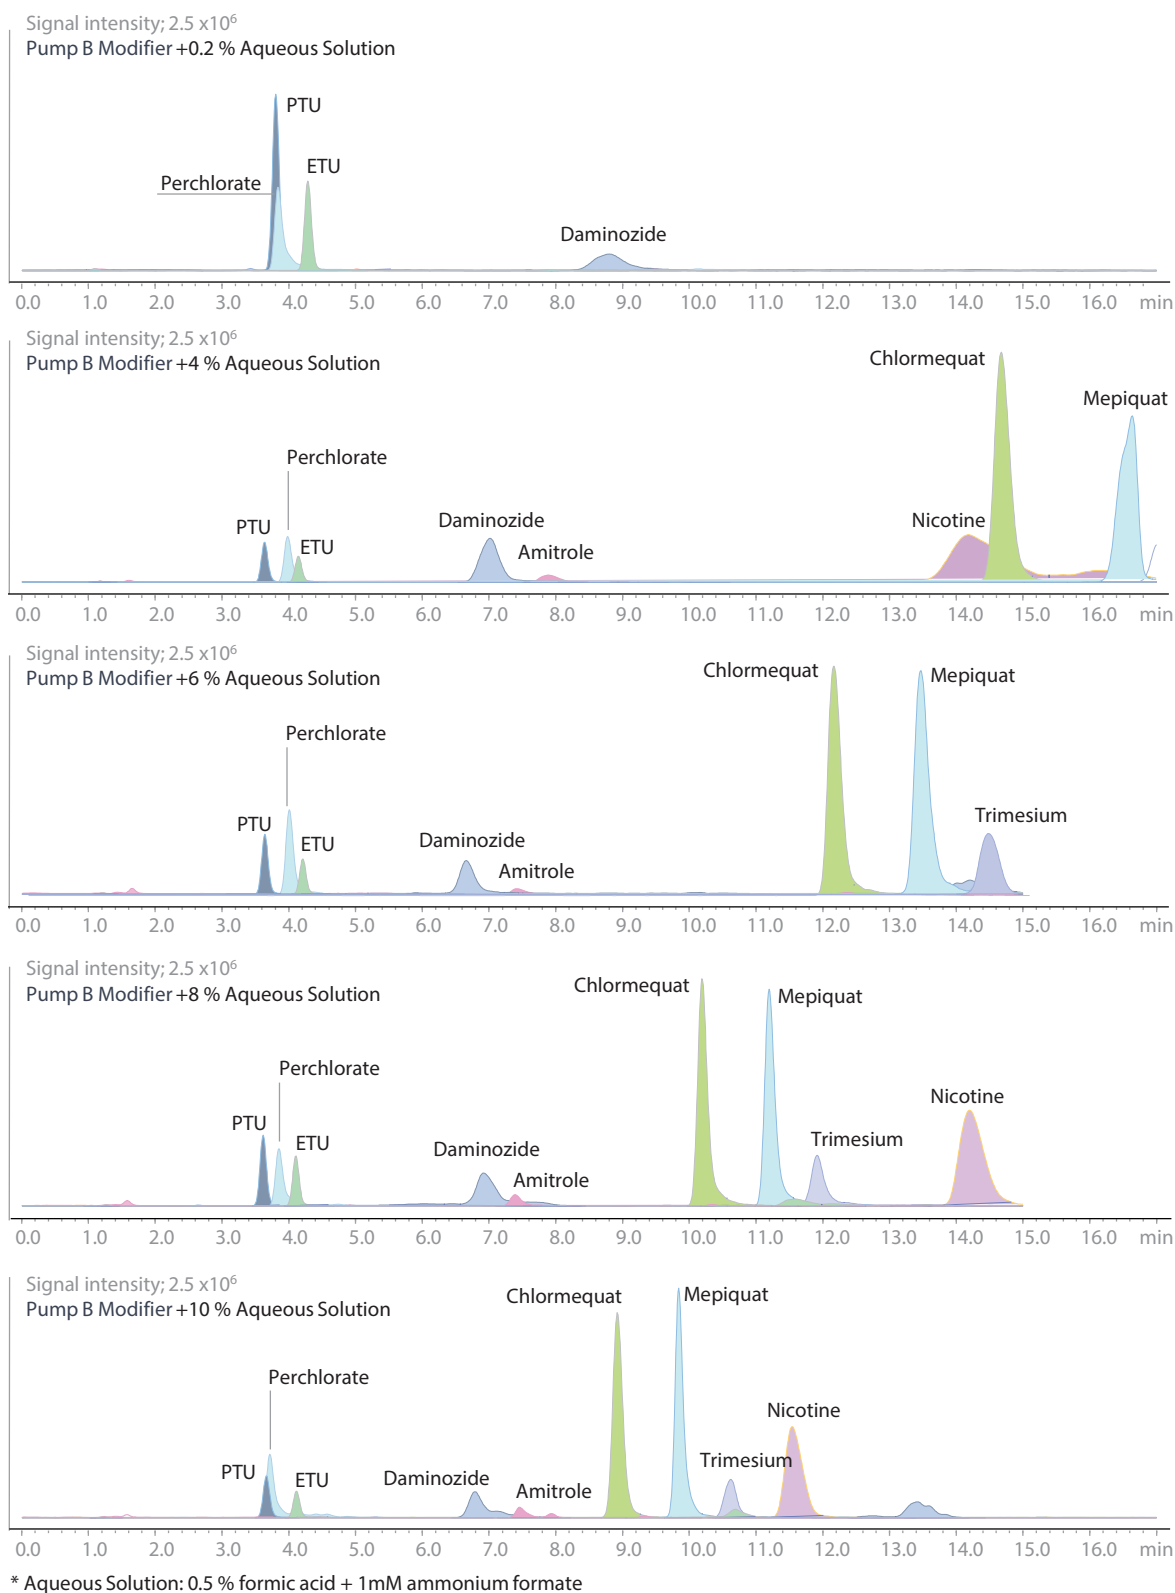 Signal intensity; 2.5 x10⁶
Pump B Modifier +0.2 % Aqueous Solution
PTU
ETU
Perchlorate
Daminozide
0.0 1.0 2.0 3.0 4.0 5.0 6.0 7.0 8.0 9.0 10.0 11.0 12.0 13.0 14.0 15.0 16.0 min
Signal intensity; 2.5 x10⁶
Pump B Modifier +4 % Aqueous Solution
Chlormequat
Mepiquat
Perchlorate
Daminozide
Nicotine
PTU
ETU
Amitrole
0.0 1.0 2.0 3.0 4.0 5.0 6.0 7.0 8.0 9.0 10.0 11.0 12.0 13.0 14.0 15.0 16.0 min
Signal intensity; 2.5 x10⁶
Pump B Modifier +6 % Aqueous Solution
Chlormequat
Mepiquat
Perchlorate
Trimesium
PTU
ETU
Daminozide
Amitrole
0.0 1.0 2.0 3.0 4.0 5.0 6.0 7.0 8.0 9.0 10.0 11.0 12.0 13.0 14.0 15.0 16.0 min
Signal intensity; 2.5 x10⁶
Pump B Modifier +8 % Aqueous Solution
Chlormequat
Mepiquat
Perchlorate
Nicotine
PTU
ETU
Daminozide
Trimesium
Amitrole
0.0 1.0 2.0 3.0 4.0 5.0 6.0 7.0 8.0 9.0 10.0 11.0 12.0 13.0 14.0 15.0 16.0 min
Signal intensity; 2.5 x10⁶
Pump B Modifier +10 % Aqueous Solution
Chlormequat
Mepiquat
Perchlorate
Nicotine
PTU
ETU
Daminozide
Trimesium
Amitrole
0.0 1.0 2.0 3.0 4.0 5.0 6.0 7.0 8.0 9.0 10.0 11.0 12.0 13.0 14.0 15.0 16.0 min
* Aqueous Solution: 0.5 % formic acid + 1mM ammonium formate